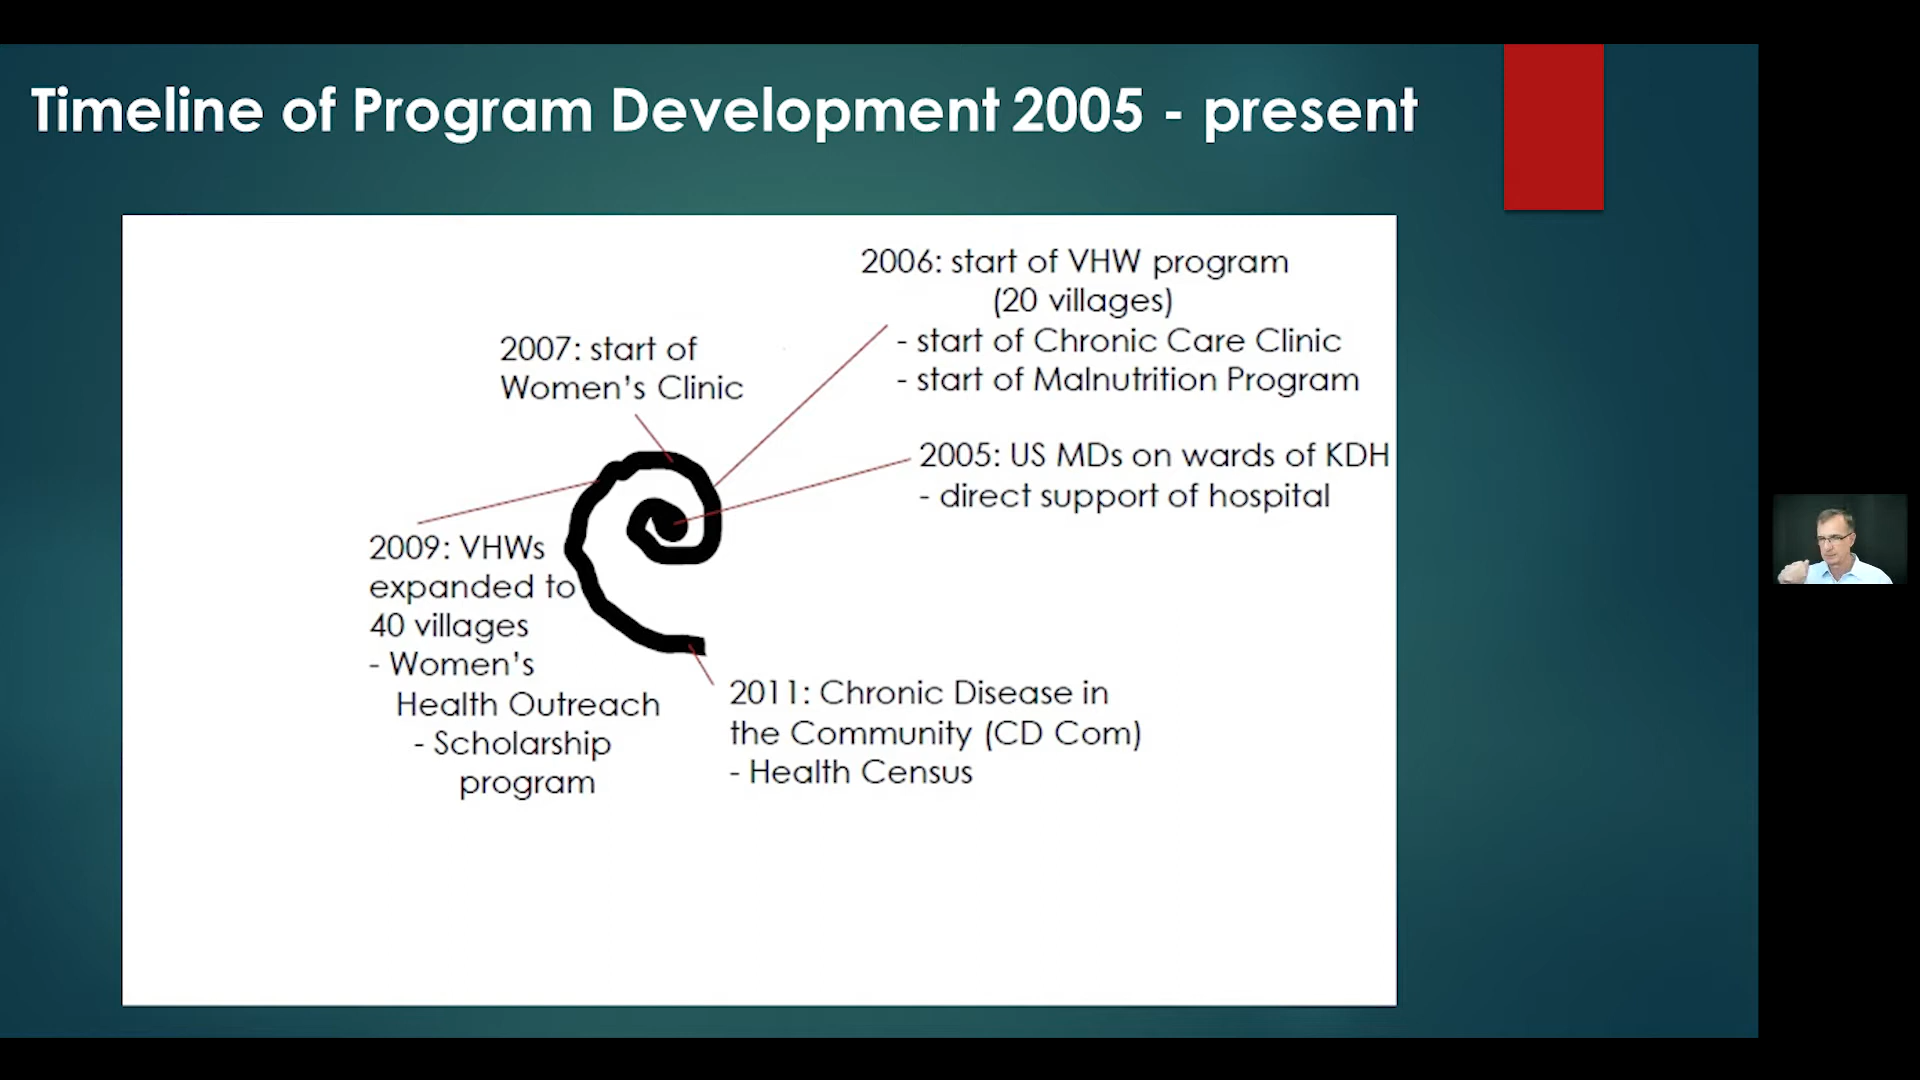 Timeline of Program Development 2005 - present
2006: start of VHW program
(20 villages)
- start of Chronic Care Clinic
- start of Malnutrition Program
2007: start of
Women's Clinic
2005: US MDs on wards of KDH
- direct support of hospital
2009: VHWs
expanded to
40 villages
- Women's
Health Outreach
- Scholarship
program
2011: Chronic Disease in
the Community (CD Com)
- Health Census